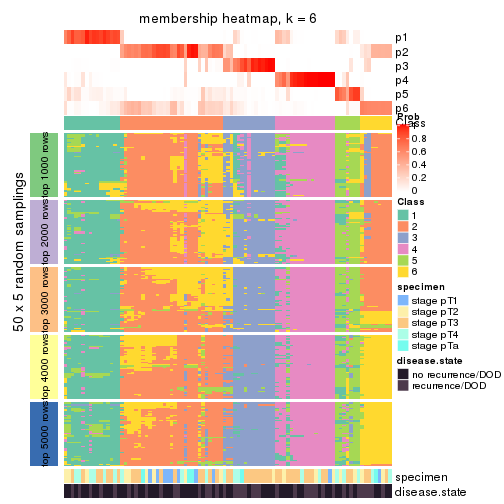 membership heatmap, k = 6
p1
p2
p3
p4
p5
p6
Class
Prob
1
0.8
0.6
0.4
0.2
0
Class
1
2
3
4
5
6
specimen
stage pT1
stage pT2
stage pT3
stage pT4
stage pTa
disease.state
no recurrence/DOD
recurrence/DOD
50 x 5 random samplings
top 1000 rows
top 2000 rows
top 3000 rows
top 4000 rows
top 5000 rows
specimen
disease.state